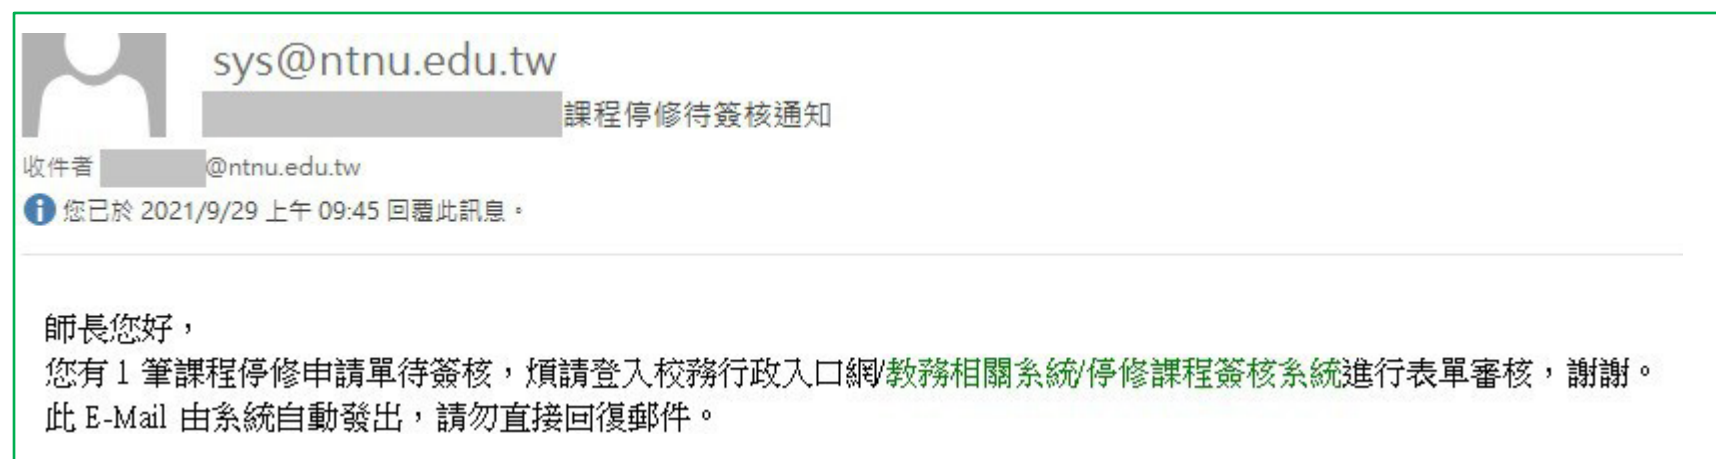 sys@ntnu.edu.tw
課程停修待簽核通知
收件者 @ntnu.edu.tw
您已於 2021/9/29 上午 09:45 回覆此訊息。
師長您好，
您有 1 筆課程停修申請單待簽核，煩請登入校務行政入口網/教務相關系統/停修課程簽核系統進行表單審核，謝謝。
此 E-Mail 由系統自動發出，請勿直接回復郵件。